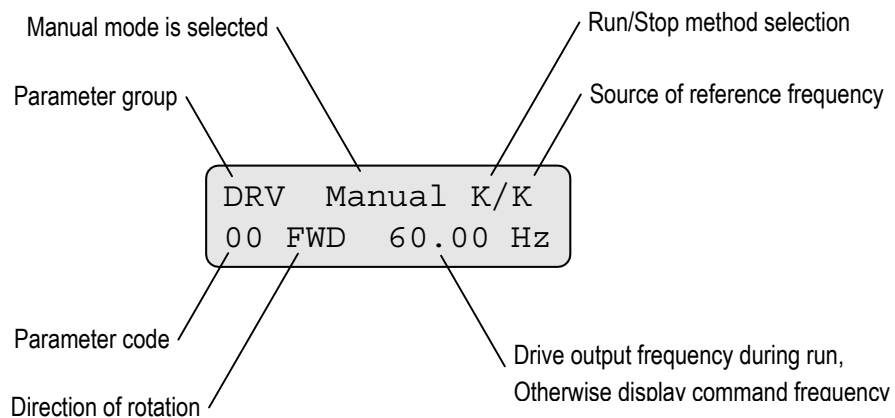 Manual mode is selected
Run/Stop method selection
Parameter group
Source of reference frequency
DRV Manual K/K
00 FWD 60.00 Hz
Parameter code
Drive output frequency during run,
Otherwise display command frequency
Direction of rotation